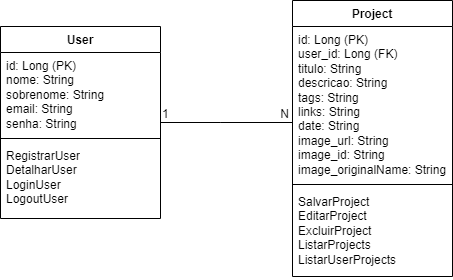 User
id: Long (PK)
nome: String
sobrenome: String
email: String
senha: String
RegistrarUser
DetalharUser
LoginUser
LogoutUser
1
N
Project
id: Long (PK)
user_id: Long (FK)
titulo: String
descricao: String
tags: String
links: String
date: String
image_url: String
image_id: String
image_originalName: String
SalvarProject
EditarProject
ExcluirProject
ListarProjects
ListarUserProjects